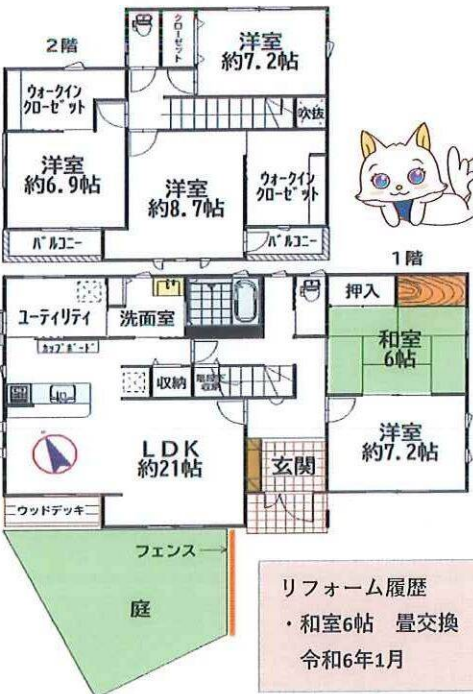 2階
クローゼット
洋室
約7.2帖
ウォークイン
クローゼット
吹抜
洋室
約6.9帖
洋室
約8.7帖
ウォークイン
クローゼット
バルコニー
バルコニー
1階
ユーティリティ
洗面室
押入
カップボード
和室
6帖
収納
階段下
収納
洋室
約7.2帖
LDK
約21帖
玄関
ウッドデッキ
フェンス→
庭
リフォーム履歴
・和室6帖 畳交換
令和6年1月